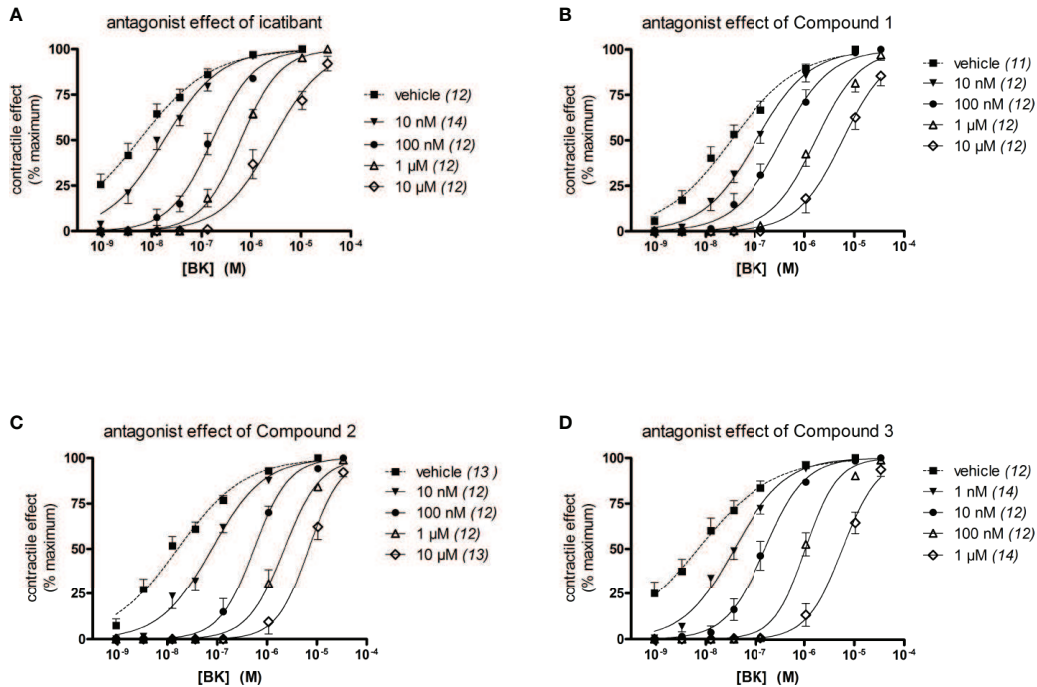 A
antagonist effect of icatibant
contractile effect
(% maximum)
100
75
50
25
0
10-9 10-8 10-7 10-6 10-5 10-4
[BK] (M)
vehicle (12)
10 nM (14)
100 nM (12)
1 µM (12)
10 µM (12)
B
antagonist effect of Compound 1
contractile effect
(% maximum)
100
75
50
25
0
10-9 10-8 10-7 10-6 10-5 10-4
[BK] (M)
vehicle (11)
10 nM (12)
100 nM (12)
1 µM (12)
10 µM (12)
C
antagonist effect of Compound 2
contractile effect
(% maximum)
100
75
50
25
0
10-9 10-8 10-7 10-6 10-5 10-4
[BK] (M)
vehicle (13 )
10 nM (12)
100 nM (12)
1 µM (12)
10 µM (13)
D
antagonist effect of Compound 3
contractile effect
(% maximum)
100
75
50
25
0
10-9 10-8 10-7 10-6 10-5 10-4
[BK] (M)
vehicle (12)
1 nM (14)
10 nM (12)
100 nM (12)
1 µM (14)